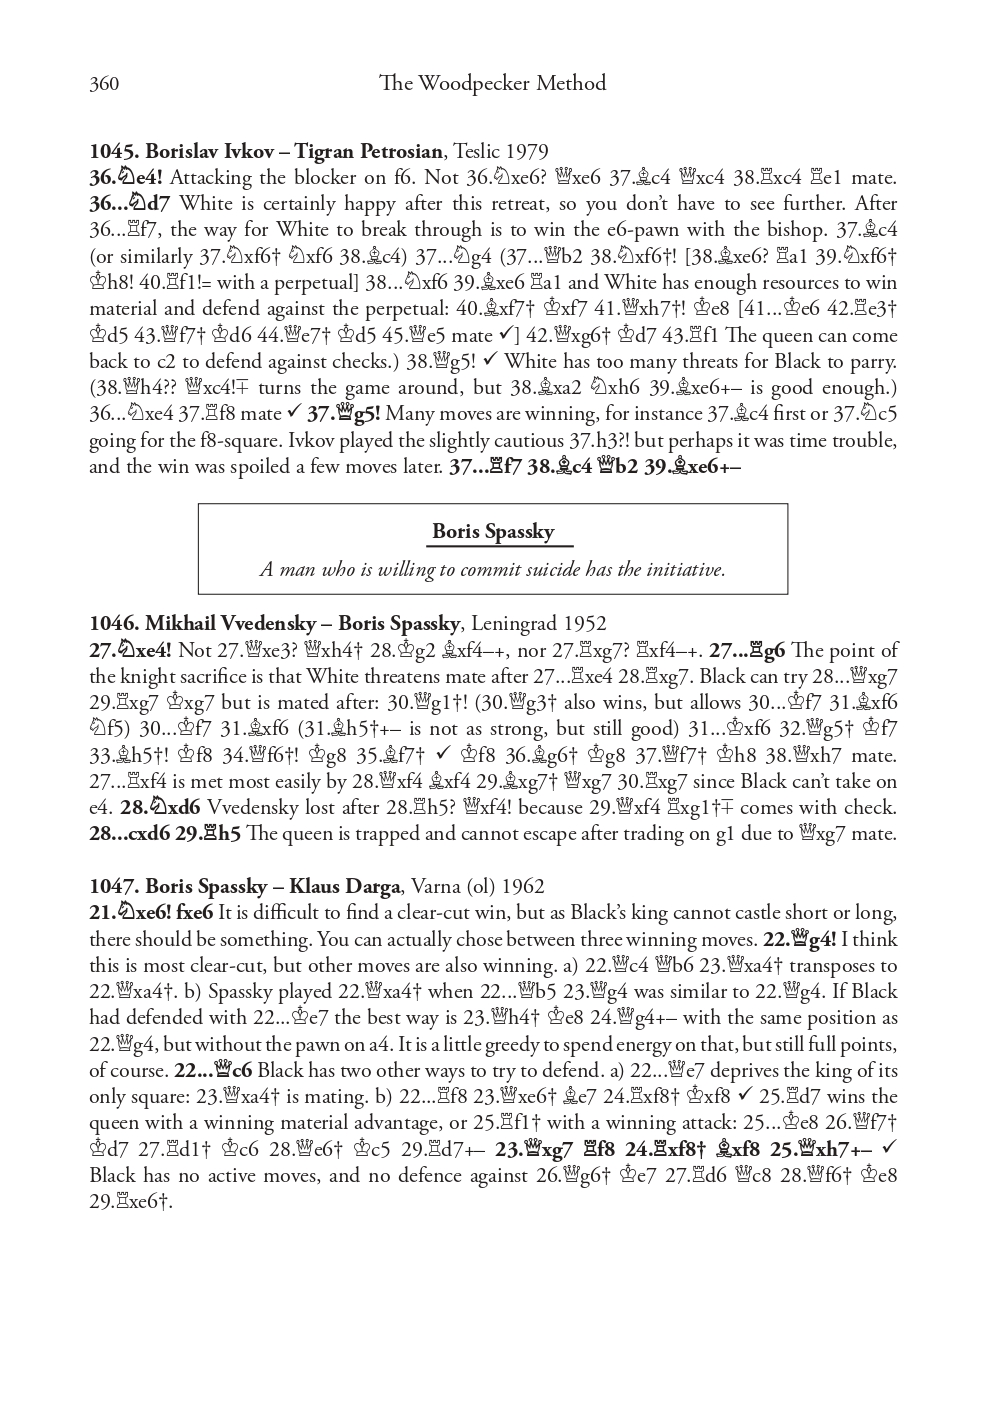 360 The Woodpecker Method
1045. Borislav Ivkov – Tigran Petrosian, Teslic 1979
36.♘e4! Attacking the blocker on f6. Not 36.♘xe6? ♕xe6 37.♗c4 ♕xc4 38.♖xc4 ♖e1 mate.
36...♘d7 White is certainly happy after this retreat, so you don’t have to see further. After
36...♖f7, the way for White to break through is to win the e6-pawn with the bishop. 37.♗c4
(or similarly 37.♘xf6† ♘xf6 38.♗c4) 37...♘g4 (37...♕b2 38.♘xf6†! [38.♗xe6? ♖a1 39.♘xf6†
♔h8! 40.♖f1!= with a perpetual] 38...♘xf6 39.♗xe6 ♖a1 and White has enough resources to win
material and defend against the perpetual: 40.♗xf7† ♔xf7 41.♕xh7†! ♔e8 [41...♔e6 42.♖e3†
♔d5 43.♕f7† ♔d6 44.♕e7† ♔d5 45.♕e5 mate ✓] 42.♕xg6† ♔d7 43.♖f1 The queen can come
back to c2 to defend against checks.) 38.♕g5! ✓ White has too many threats for Black to parry.
(38.♕h4?? ♕xc4!∓ turns the game around, but 38.♗xa2 ♘xh6 39.♗xe6+– is good enough.)
36...♘xe4 37.♖f8 mate ✓ 37.♕g5! Many moves are winning, for instance 37.♗c4 first or 37.♘c5
going for the f8-square. Ivkov played the slightly cautious 37.h3?! but perhaps it was time trouble,
and the win was spoiled a few moves later. 37...♖f7 38.♗c4 ♕b2 39.♗xe6+–
Boris Spassky
A man who is willing to commit suicide has the initiative.
1046. Mikhail Vvedensky – Boris Spassky, Leningrad 1952
27.♘xe4! Not 27.♕xe3? ♕xh4† 28.♔g2 ♗xf4–+, nor 27.♖xg7? ♖xf4–+. 27...♖g6 The point of
the knight sacrifice is that White threatens mate after 27...♖xe4 28.♖xg7. Black can try 28...♕xg7
29.♖xg7 ♔xg7 but is mated after: 30.♕g1†! (30.♕g3† also wins, but allows 30...♔f7 31.♗xf6
♘f5) 30...♔f7 31.♗xf6 (31.♗h5†+– is not as strong, but still good) 31...♔xf6 32.♕g5† ♔f7
33.♗h5†! ♔f8 34.♕f6†! ♔g8 35.♗f7† ✓ ♔f8 36.♗g6† ♔g8 37.♕f7† ♔h8 38.♕xh7 mate.
27...♖xf4 is met most easily by 28.♕xf4 ♗xf4 29.♗xg7† ♕xg7 30.♖xg7 since Black can’t take on
e4. 28.♘xd6 Vvedensky lost after 28.♖h5? ♕xf4! because 29.♕xf4 ♖xg1†∓ comes with check.
28...cxd6 29.♖h5 The queen is trapped and cannot escape after trading on g1 due to ♕xg7 mate.
1047. Boris Spassky – Klaus Darga, Varna (ol) 1962
21.♘xe6! fxe6 It is difficult to find a clear-cut win, but as Black’s king cannot castle short or long,
there should be something. You can actually chose between three winning moves. 22.♕g4! I think
this is most clear-cut, but other moves are also winning. a) 22.♕c4 ♕b6 23.♕xa4† transposes to
22.♕xa4†. b) Spassky played 22.♕xa4† when 22...♕b5 23.♕g4 was similar to 22.♕g4. If Black
had defended with 22...♔e7 the best way is 23.♕h4† ♔e8 24.♕g4+– with the same position as
22.♕g4, but without the pawn on a4. It is a little greedy to spend energy on that, but still full points,
of course. 22...♕c6 Black has two other ways to try to defend. a) 22...♕e7 deprives the king of its
only square: 23.♕xa4† is mating. b) 22...♖f8 23.♕xe6† ♗e7 24.♖xf8† ♔xf8 ✓ 25.♖d7 wins the
queen with a winning material advantage, or 25.♖f1† with a winning attack: 25...♔e8 26.♕f7†
♔d7 27.♖d1† ♔c6 28.♕e6† ♔c5 29.♖d7+– 23.♕xg7 ♖f8 24.♖xf8† ♗xf8 25.♕xh7+– ✓
Black has no active moves, and no defence against 26.♕g6† ♔e7 27.♖d6 ♕c8 28.♕f6† ♔e8
29.♖xe6†.